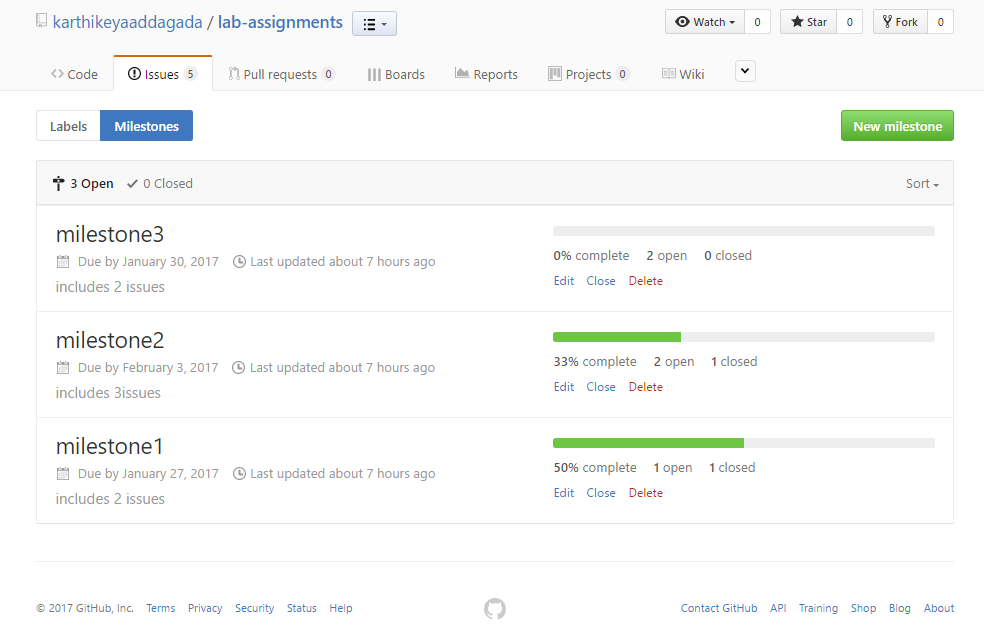 karthikeyaaddagada / lab-assignments
Watch 0 Star 0 Fork 0
Code Issues 5 Pull requests 0 Boards Reports Projects 0 Wiki
Labels Milestones New milestone
3 Open 0 Closed Sort
milestone3
Due by January 30, 2017 Last updated about 7 hours ago
includes 2 issues
0% complete 2 open 0 closed
Edit Close Delete
milestone2
Due by February 3, 2017 Last updated about 7 hours ago
includes 3issues
33% complete 2 open 1 closed
Edit Close Delete
milestone1
Due by January 27, 2017 Last updated about 7 hours ago
includes 2 issues
50% complete 1 open 1 closed
Edit Close Delete
© 2017 GitHub, Inc. Terms Privacy Security Status Help Contact GitHub API Training Shop Blog About